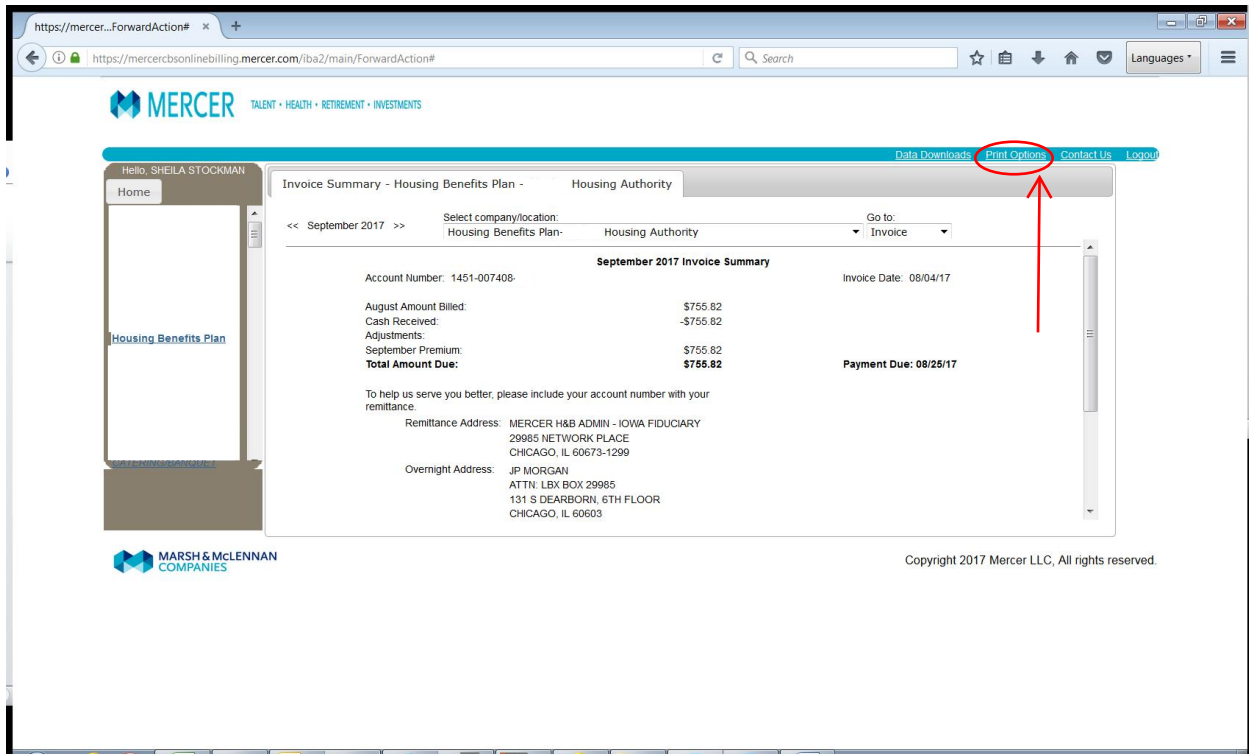 https://mercer...ForwardAction# × +
https://mercercbsonlinebilling.mercer.com/iba2/main/ForwardAction#
Search
Languages
MERCER TALENT • HEALTH • RETIREMENT • INVESTMENTS
Data Downloads Print Options Contact Us Logout
Hello, SHEILA STOCKMAN
Home
Housing Benefits Plan
CATERING/BANQUET
Invoice Summary - Housing Benefits Plan - Housing Authority
<< September 2017 >>
Select company/location:
Housing Benefits Plan- Housing Authority
Go to:
Invoice
September 2017 Invoice Summary
Account Number: 1451-007408- Invoice Date: 08/04/17
August Amount Billed: $755.82
Cash Received: -$755.82
Adjustments:
September Premium: $755.82
Total Amount Due: $755.82 Payment Due: 08/25/17
To help us serve you better, please include your account number with your
remittance.
Remittance Address: MERCER H&B ADMIN - IOWA FIDUCIARY
29985 NETWORK PLACE
CHICAGO, IL 60673-1299
Overnight Address: JP MORGAN
ATTN: LBX BOX 29985
131 S DEARBORN, 6TH FLOOR
CHICAGO, IL 60603
MARSH & McLENNAN
COMPANIES
Copyright 2017 Mercer LLC, All rights reserved.